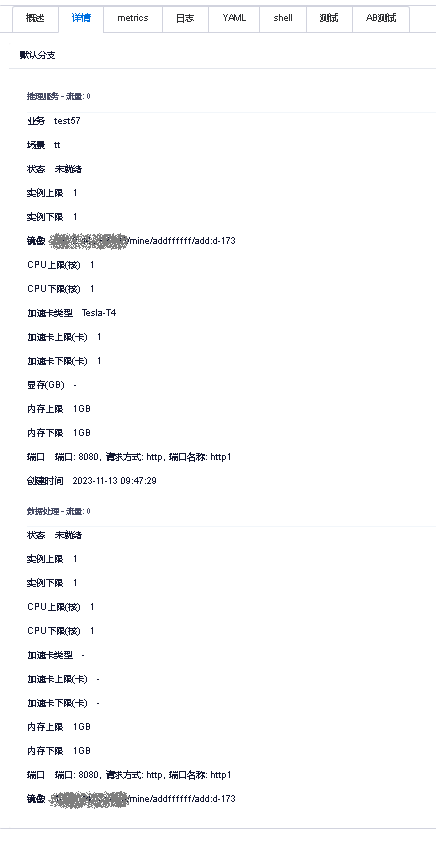 概述 详情 metrics 日志 YAML shell 测试 AB测试
默认分支
推理服务 - 流量: 0
业务 test57
场景 tt
状态 未就绪
实例上限 1
实例下限 1
镜像 /mine/addffffff/add:d-173
CPU上限(核) 1
CPU下限(核) 1
加速卡类型 Tesla-T4
加速卡上限(卡) 1
加速卡下限(卡) 1
显存(GB) -
内存上限 1GB
内存下限 1GB
端口 端口: 8080, 请求方式: http, 端口名称: http1
创建时间 2023-11-13 09:47:29
数据处理 - 流量: 0
状态 未就绪
实例上限 1
实例下限 1
CPU上限(核) 1
CPU下限(核) 1
加速卡类型 -
加速卡上限(卡) -
加速卡下限(卡) -
内存上限 1GB
内存下限 1GB
端口 端口: 8080, 请求方式: http, 端口名称: http1
镜像 /mine/addffffff/add:d-173